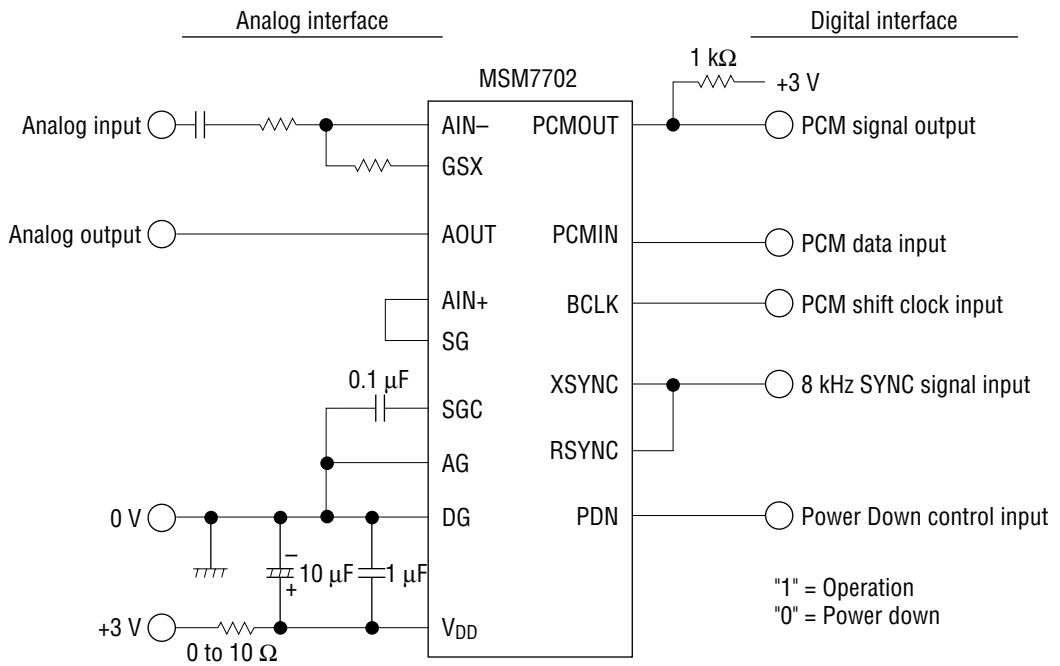 Analog interface
Digital interface
1 kΩ
+3 V
MSM7702
Analog input
AIN–
PCMOUT
PCM signal output
GSX
Analog output
AOUT
PCMIN
PCM data input
AIN+
BCLK
PCM shift clock input
SG
0.1 μF
SGC
XSYNC
8 kHz SYNC signal input
AG
RSYNC
0 V
DG
PDN
Power Down control input
–
10 μF
1 μF
+
"1" = Operation
"0" = Power down
+3 V
VDD
0 to 10 Ω